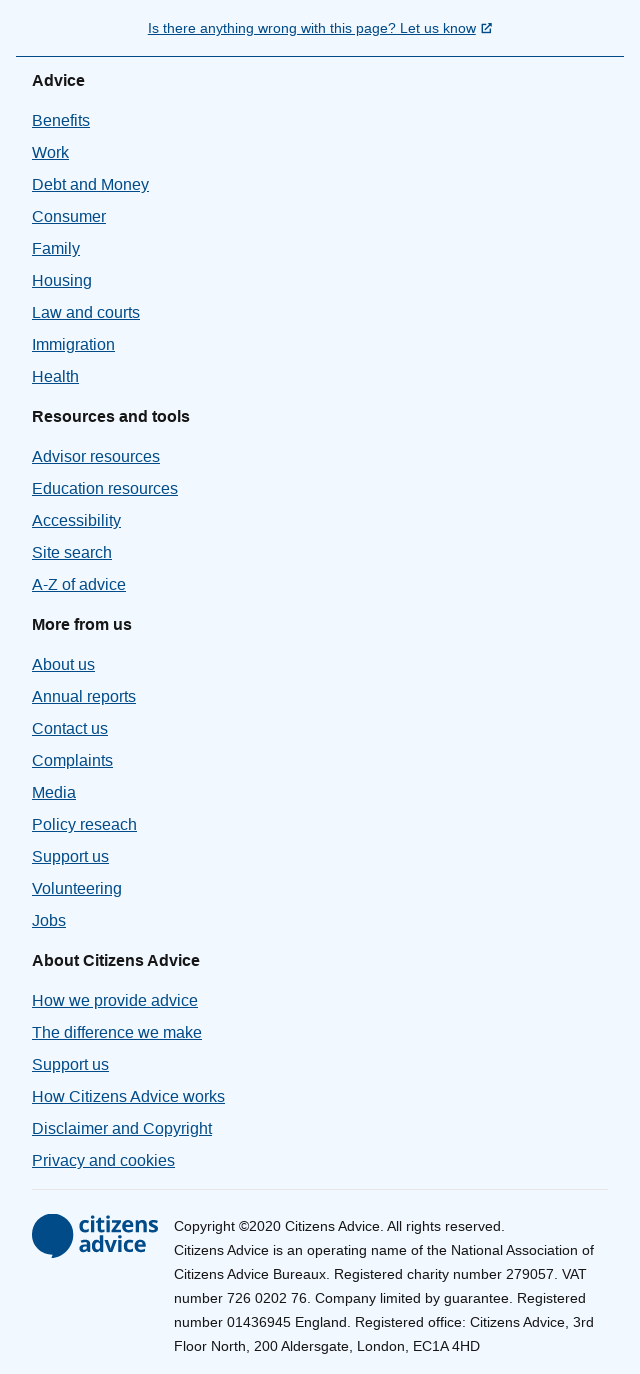 Is there anything wrong with this page? Let us know
Advice
Benefits
Work
Debt and Money
Consumer
Family
Housing
Law and courts
Immigration
Health
Resources and tools
Advisor resources
Education resources
Accessibility
Site search
A-Z of advice
More from us
About us
Annual reports
Contact us
Complaints
Media
Policy reseach
Support us
Volunteering
Jobs
About Citizens Advice
How we provide advice
The difference we make
Support us
How Citizens Advice works
Disclaimer and Copyright
Privacy and cookies
citizens
advice
Copyright ©2020 Citizens Advice. All rights reserved.
Citizens Advice is an operating name of the National Association of
Citizens Advice Bureaux. Registered charity number 279057. VAT
number 726 0202 76. Company limited by guarantee. Registered
number 01436945 England. Registered office: Citizens Advice, 3rd
Floor North, 200 Aldersgate, London, EC1A 4HD